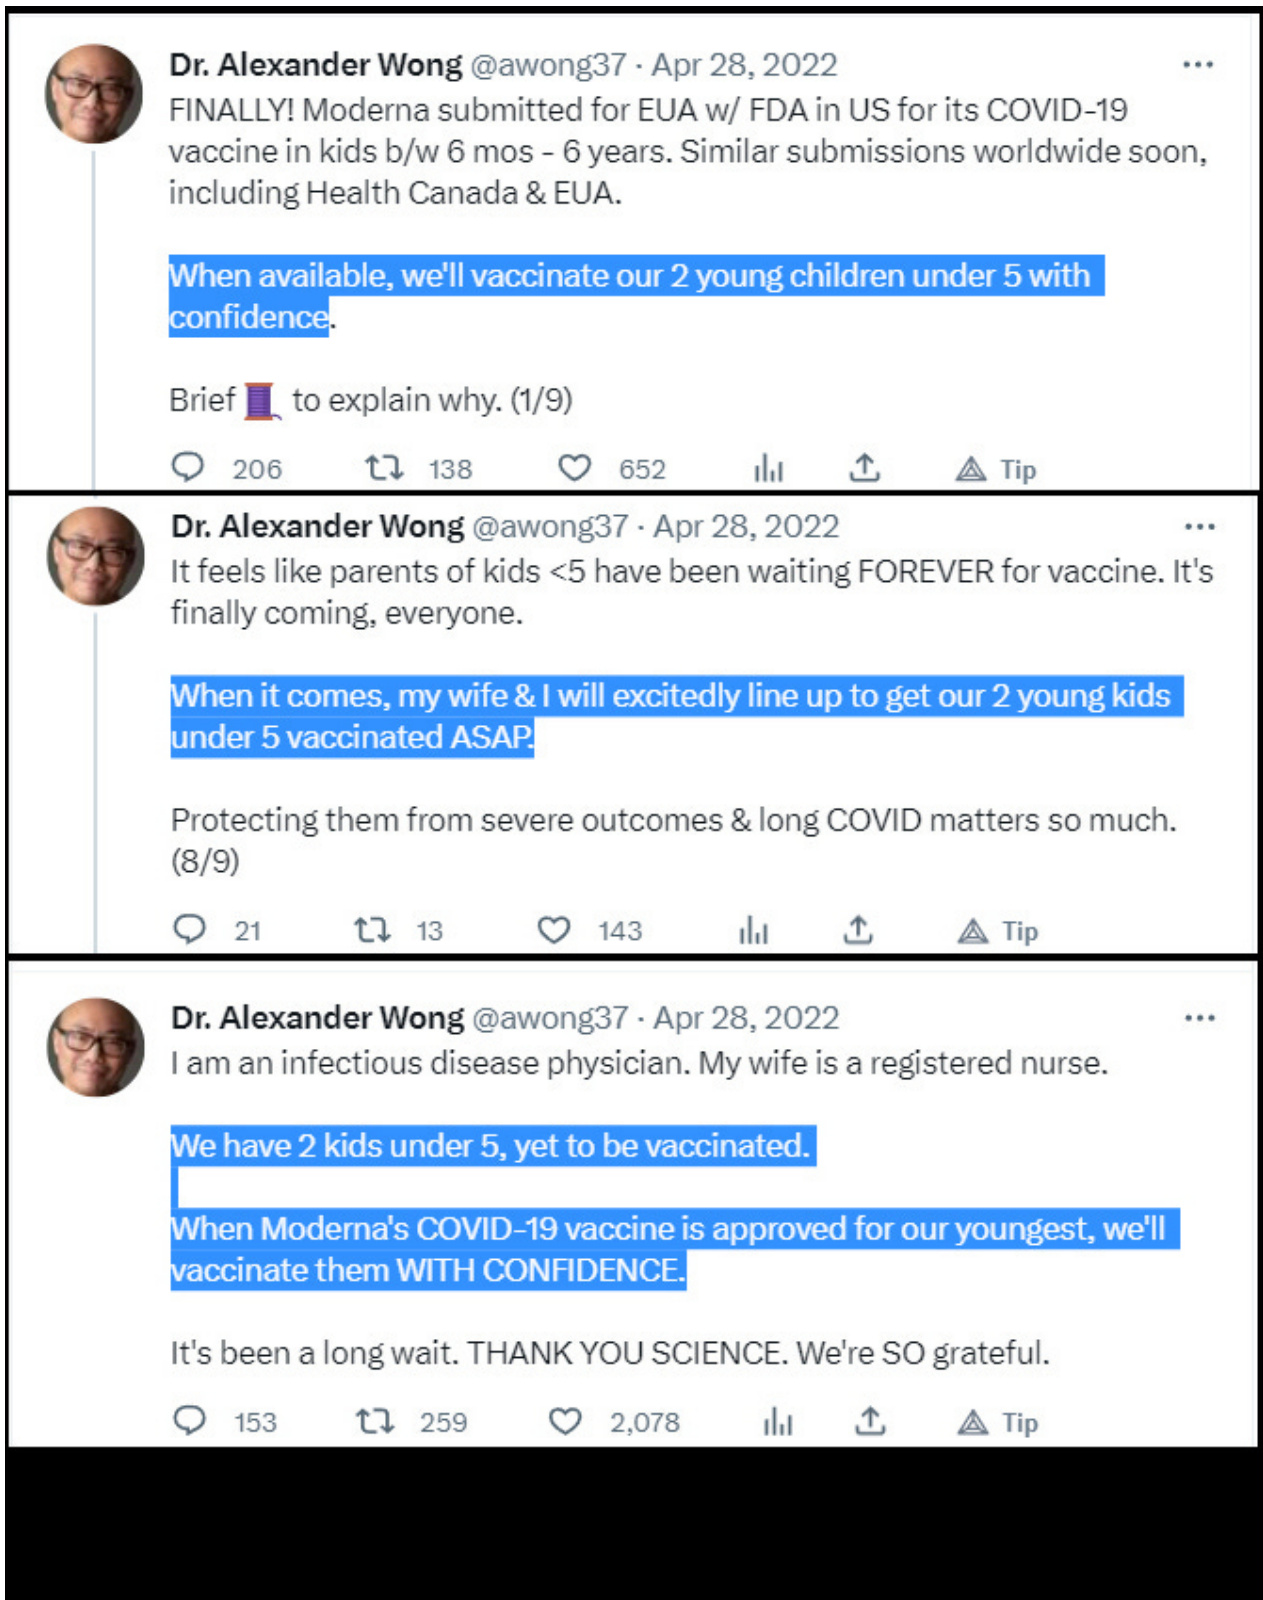 Dr. Alexander Wong @awong37 · Apr 28, 2022
FINALLY! Moderna submitted for EUA w/ FDA in US for its COVID-19
vaccine in kids b/w 6 mos - 6 years. Similar submissions worldwide soon,
including Health Canada & EUA.
When available, we'll vaccinate our 2 young children under 5 with
confidence.
Brief 🧵 to explain why. (1/9)
206 138 652 Tip
Dr. Alexander Wong @awong37 · Apr 28, 2022
It feels like parents of kids <5 have been waiting FOREVER for vaccine. It's
finally coming, everyone.
When it comes, my wife & I will excitedly line up to get our 2 young kids
under 5 vaccinated ASAP.
Protecting them from severe outcomes & long COVID matters so much.
(8/9)
21 13 143 Tip
Dr. Alexander Wong @awong37 · Apr 28, 2022
I am an infectious disease physician. My wife is a registered nurse.
We have 2 kids under 5, yet to be vaccinated.
When Moderna's COVID-19 vaccine is approved for our youngest, we'll
vaccinate them WITH CONFIDENCE.
It's been a long wait. THANK YOU SCIENCE. We're SO grateful.
153 259 2,078 Tip